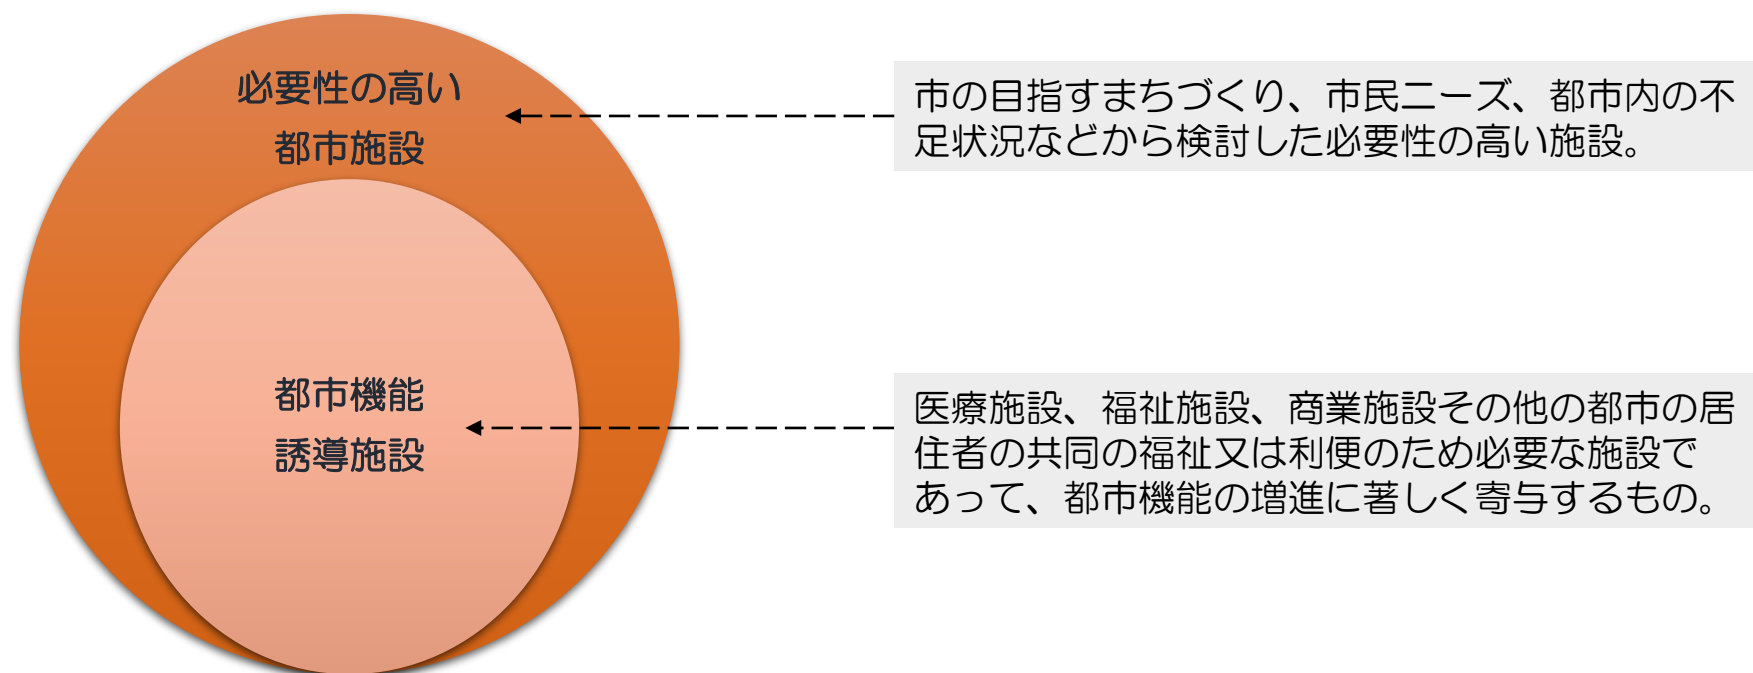 必要性の高い
都市施設
市の目指すまちづくり、市民ニーズ、都市内の不
足状況などから検討した必要性の高い施設。
都市機能
誘導施設
医療施設、福祉施設、商業施設その他の都市の居
住者の共同の福祉又は利便のため必要な施設で
あって、都市機能の増進に著しく寄与するもの。